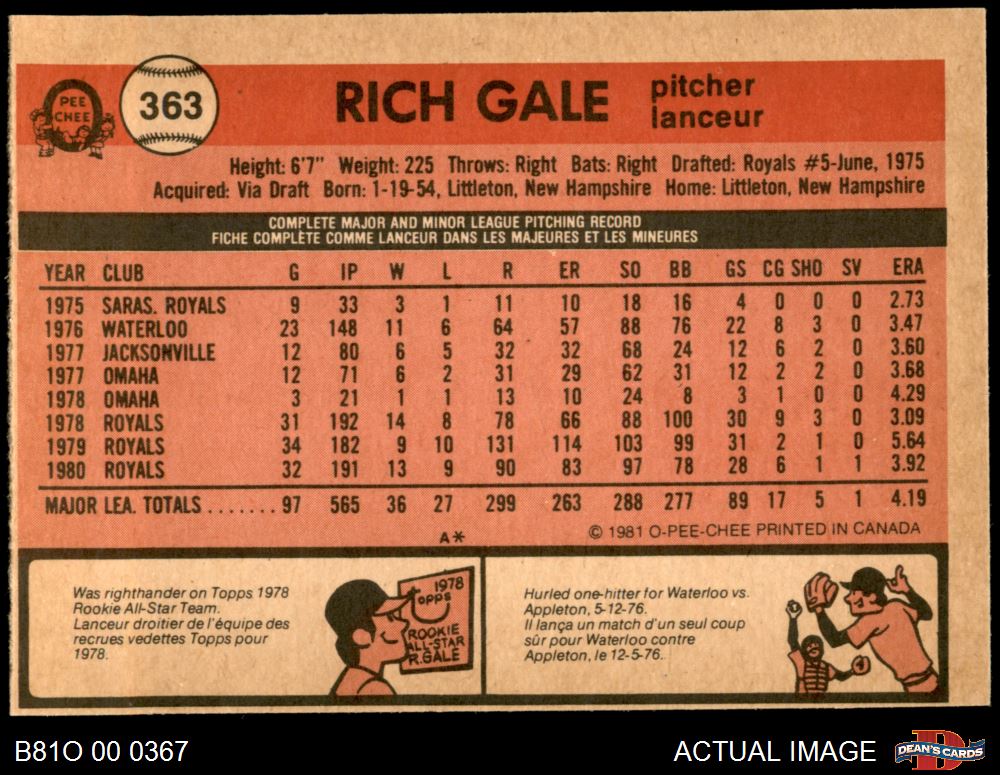 PEE
CHEE
363
RICH GALE
pitcher
lanceur
Height: 6'7" Weight: 225 Throws: Right Bats: Right Drafted: Royals #5-June, 1975
Acquired: Via Draft Born: 1-19-54, Littleton, New Hampshire Home: Littleton, New Hampshire
COMPLETE MAJOR AND MINOR LEAGUE PITCHING RECORD
FICHE COMPLÈTE COMME LANCEUR DANS LES MAJEURES ET LES MINEURES
YEAR CLUB G IP W L R ER SO BB GS CG SHO SV ERA
1975 SARAS. ROYALS 9 33 3 1 11 10 18 16 4 0 0 0 2.73
1976 WATERLOO 23 148 11 6 64 57 88 76 22 8 3 0 3.47
1977 JACKSONVILLE 12 80 6 5 32 32 68 24 12 6 2 0 3.60
1977 OMAHA 12 71 6 2 31 29 62 31 12 2 2 0 3.68
1978 OMAHA 3 21 1 1 13 10 24 8 3 1 0 0 4.29
1978 ROYALS 31 192 14 8 78 66 88 100 30 9 3 0 3.09
1979 ROYALS 34 182 9 10 131 114 103 99 31 2 1 0 5.64
1980 ROYALS 32 191 13 9 90 83 97 78 28 6 1 1 3.92
MAJOR LEA. TOTALS ....... 97 565 36 27 299 263 288 277 89 17 5 1 4.19
A* © 1981 O-PEE-CHEE PRINTED IN CANADA
Was righthander on Topps 1978
Rookie All-Star Team.
Lanceur droitier de l'équipe des
recrues vedettes Topps pour
1978.
1978
Topps
ROOKIE
ALL-STAR
R.GALE
Hurled one-hitter for Waterloo vs.
Appleton, 5-12-76.
Il lança un match d'un seul coup
sûr pour Waterloo contre
Appleton, le 12-5-76.
B81O 00 0367
ACTUAL IMAGE
DEAN'S CARDS